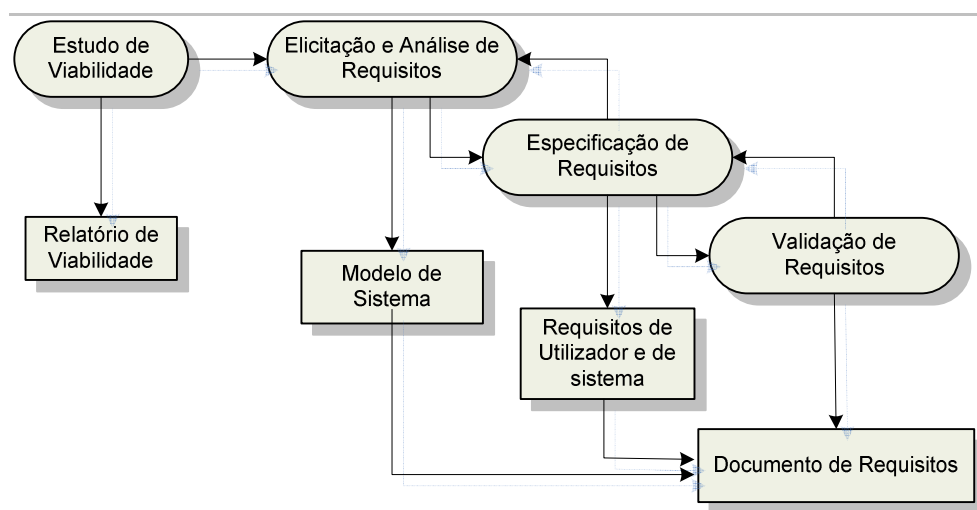 Estudo de
Viabilidade
Elicitação e Análise de
Requisitos
Especificação de
Requisitos
Relatório de
Viabilidade
Validação de
Requisitos
Modelo de
Sistema
Requisitos de
Utilizador e de
sistema
Documento de Requisitos